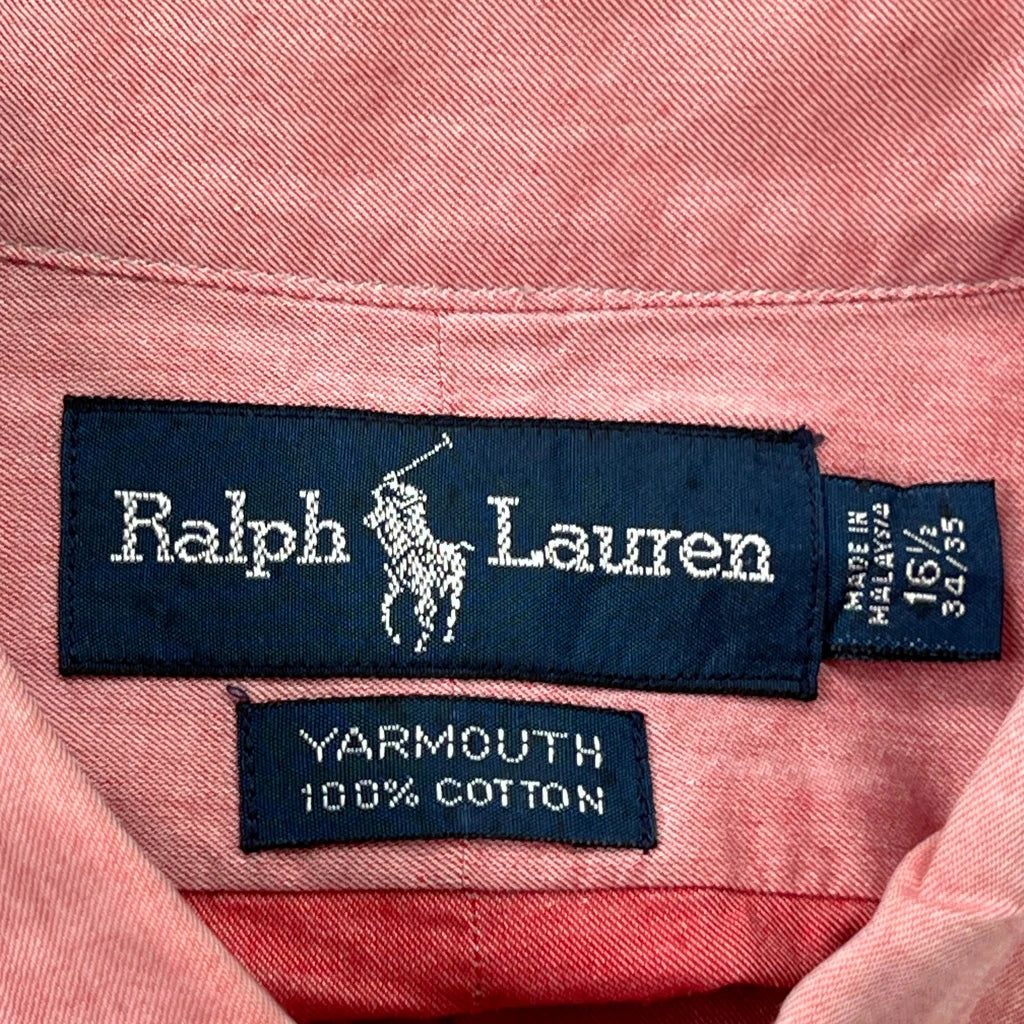 Ralph Lauren
MADE IN
MALAYSIA
16½
34/35
YARMOUTH
100% COTTON